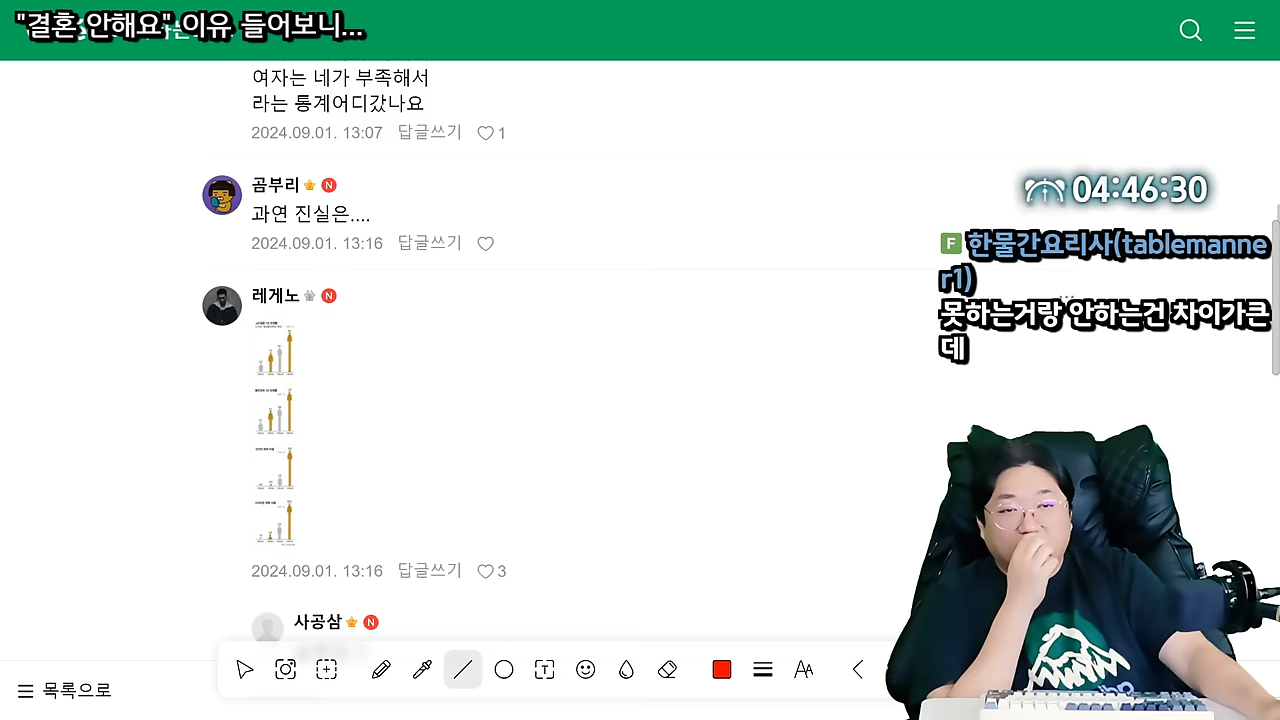 "결혼 안해요" 이유 들어보니...
여자는 네가 부족해서
라는 통계어디갔나요
2024.09.01. 13:07 답글쓰기 1
곰부리 N
과연 진실은....
2024.09.01. 13:16 답글쓰기
04:46:30
F 한물간요리사(tablemanne
r1)
못하는거랑 안하는건 차이가큰
데
레게노 N
2024.09.01. 13:16 답글쓰기 3
사공삼 N
목록으로